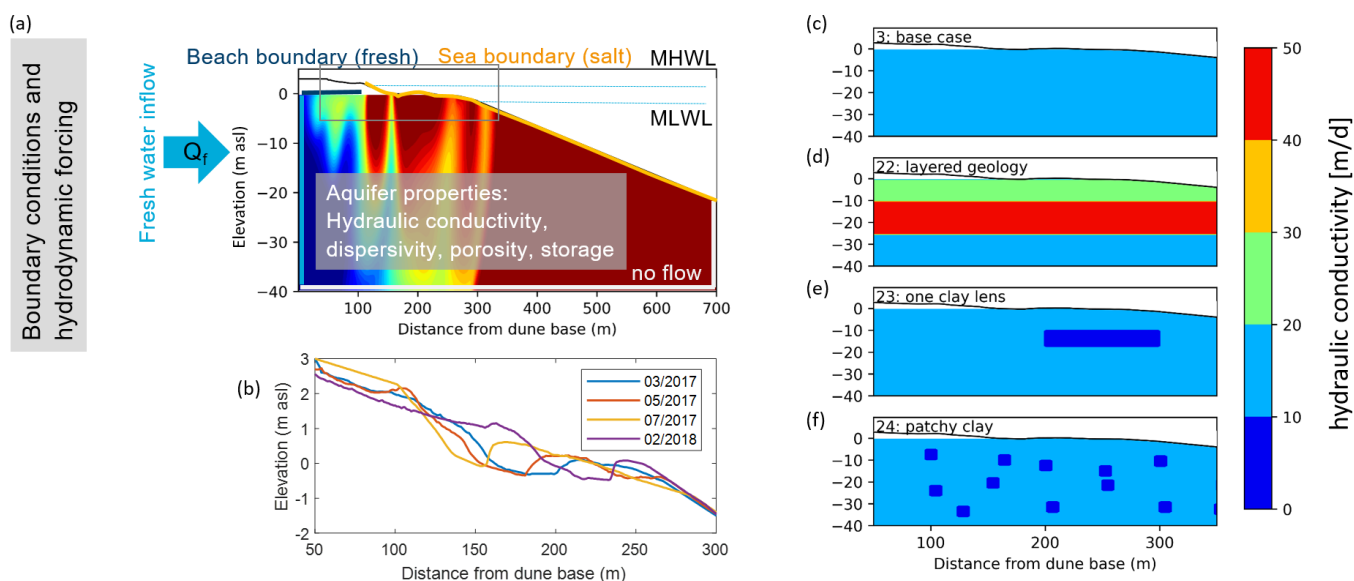 (a)
Boundary conditions and
hydrodynamic forcing
Fresh water inflow
Qf
Beach boundary (fresh)
Sea boundary (salt)
MHWL
MLWL
Elevation (m asl)
0
−10
−20
−30
−40
Aquifer properties:
Hydraulic conductivity,
dispersivity, porosity, storage
no flow
100 200 300 400 500 600 700
Distance from dune base (m)
(b)
Elevation (m asl)
3
2
1
0
-1
-2
03/2017
05/2017
07/2017
02/2018
50 100 150 200 250 300
Distance from dune base (m)
(c)
3: base case
0
−10
−20
−30
−40
(d)
22: layered geology
0
−10
−20
−30
−40
(e)
23: one clay lens
0
−10
−20
−30
−40
(f)
24: patchy clay
0
−10
−20
−30
−40
100 200 300
Distance from dune base (m)
50
40
30
20
10
0
hydraulic conductivity [m/d]